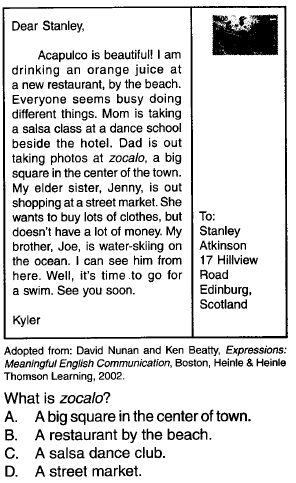 Dear Stanley,
Acapulco is beautiful! I am
drinking an orange juice at
a new restaurant, by the beach.
Everyone seems busy doing
different things. Mom is taking
a salsa class at a dance school
beside the hotel. Dad is out
taking photos at zocalo, a big
square in the center of the town.
My elder sister, Jenny, is out
shopping at a street market. She
wants to buy lots of clothes, but
doesn't have a lot of money. My
brother, Joe, is water-skiing on
the ocean. I can see him from
here. Well, it's time to go for
a swim. See you soon.
Kyler
To:
Stanley
Atkinson
17 Hillview
Road
Edinburg,
Scotland
Adopted from: David Nunan and Ken Beatty, Expressions:
Meaningful English Communication, Boston, Heinle & Heinle
Thomson Learning, 2002.
What is zocalo?
A. A big square in the center of town.
B. A restaurant by the beach.
C. A salsa dance club.
D. A street market.